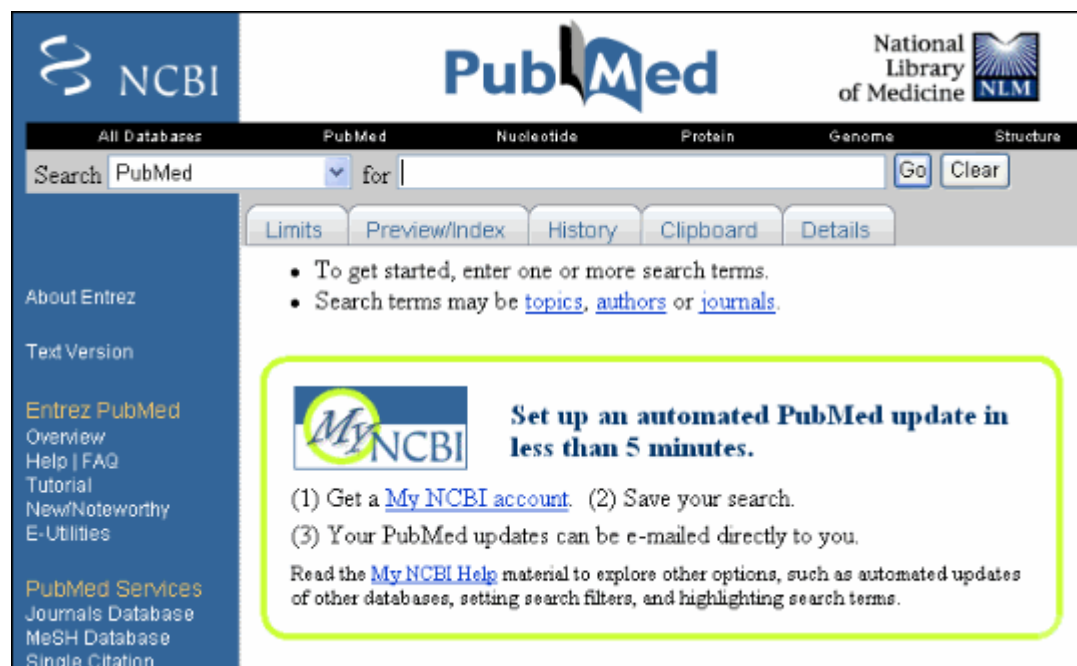 NCBI
PubMed
National
Library
of Medicine
NLM
All Databases PubMed Nucleotide Protein Genome Structure
Search PubMed for Go Clear
Limits Preview/Index History Clipboard Details
• To get started, enter one or more search terms.
• Search terms may be topics, authors or journals.
About Entrez
Text Version
Entrez PubMed
Overview
Help | FAQ
Tutorial
New/Noteworthy
E-Utilities
PubMed Services
Journals Database
MeSH Database
Single Citation
My NCBI
Set up an automated PubMed update in
less than 5 minutes.
(1) Get a My NCBI account. (2) Save your search.
(3) Your PubMed updates can be e-mailed directly to you.
Read the My NCBI Help material to explore other options, such as automated updates
of other databases, setting search filters, and highlighting search terms.